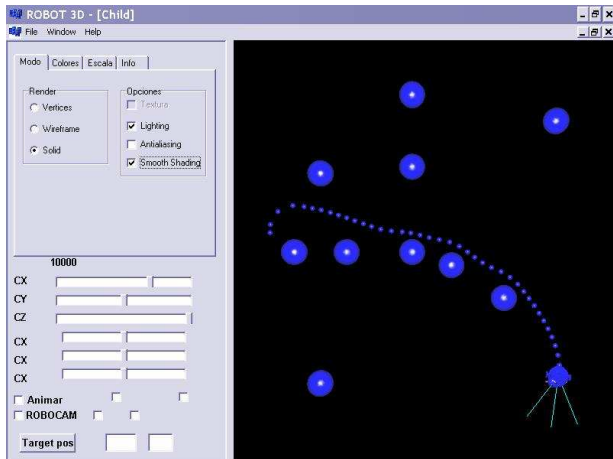 ROBOT 3D - [Child]
File Window Help
Modo Colores Escala Info
Render
Vertices
Wireframe
Solid
Opciones
Textura
Lighting
Antialiasing
Smooth Shading
10000
CX
CY
CZ
CX
CX
CX
Animar
ROBOCAM
Target pos